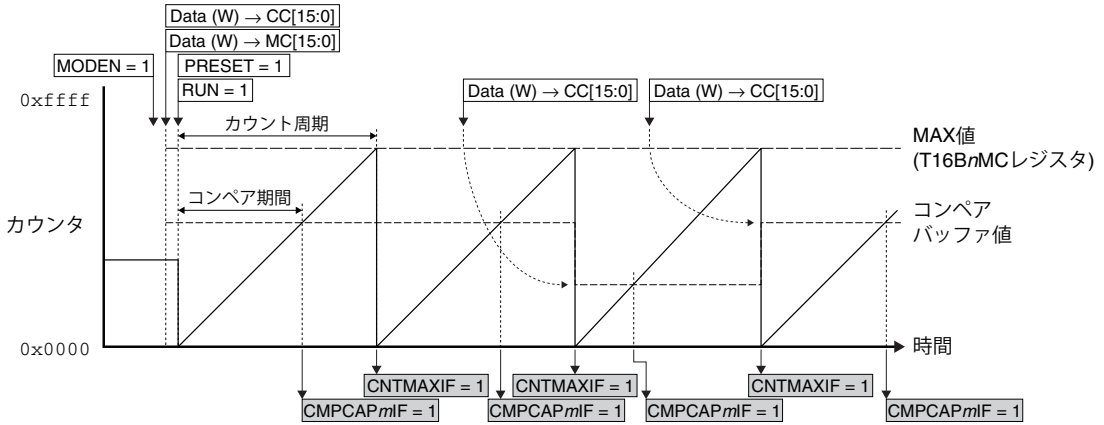 Data (W) → CC[15:0]
Data (W) → MC[15:0]
MODEN = 1
PRESET = 1
RUN = 1
Data (W) → CC[15:0]
Data (W) → CC[15:0]
0xffff
カウント周期
MAX値
(T16BnMCレジスタ)
コンペア期間
カウンタ
コンペア
バッファ値
0x0000
時間
CNTMAXIF = 1
CNTMAXIF = 1
CNTMAXIF = 1
CMPCAPmIF = 1
CMPCAPmIF = 1
CMPCAPmIF = 1
CMPCAPmIF = 1